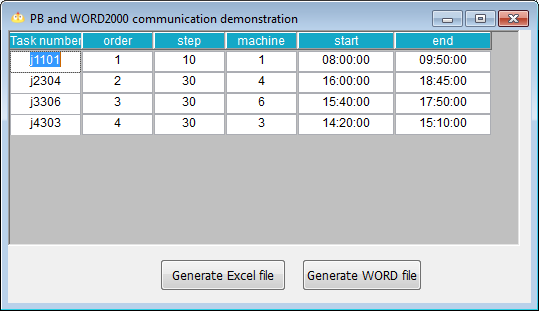 PB and WORD2000 communication demonstration
Task number order step machine start end
j1101 1 10 1 08:00:00 09:50:00
j2304 2 30 4 16:00:00 18:45:00
j3306 3 30 6 15:40:00 17:50:00
j4303 4 30 3 14:20:00 15:10:00
Generate Excel file Generate WORD file